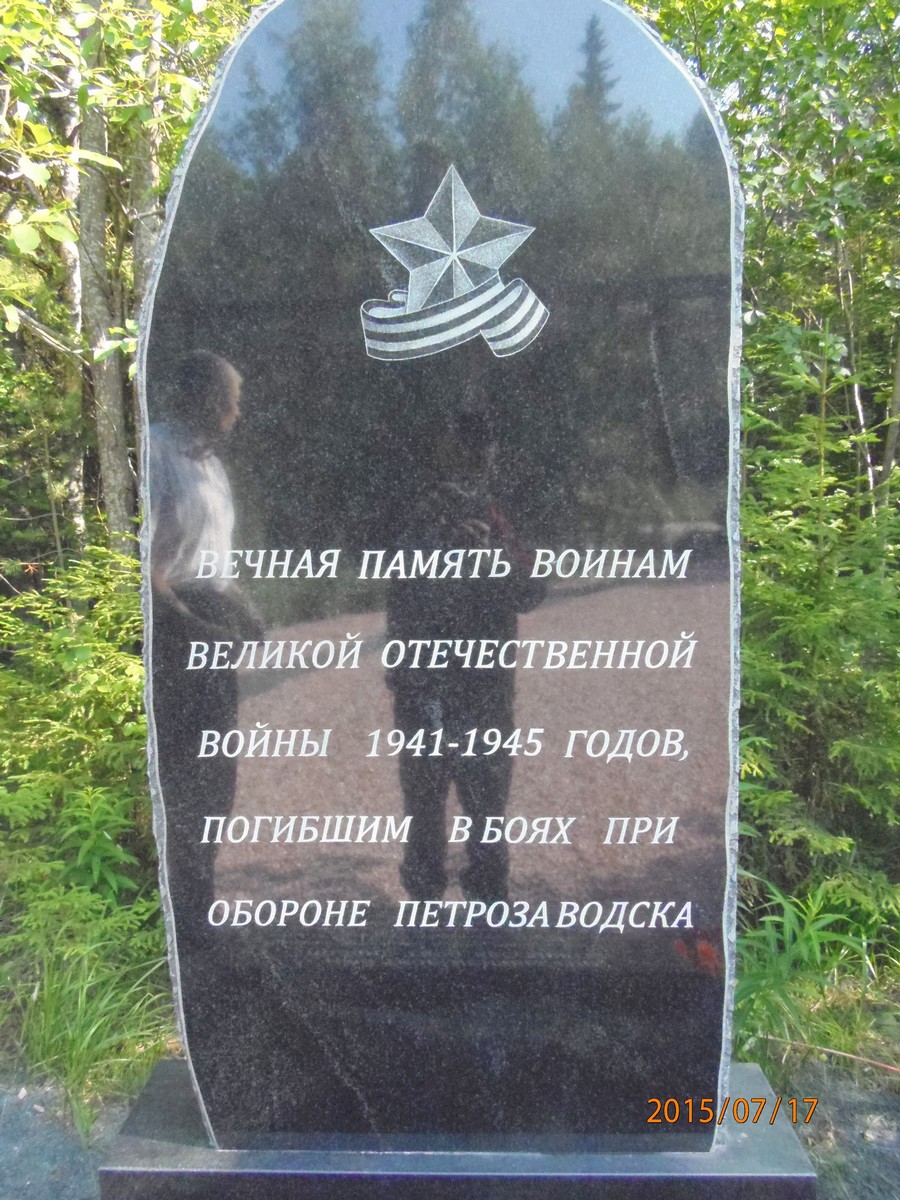 ВЕЧНАЯ ПАМЯТЬ ВОИНАМ
ВЕЛИКОЙ ОТЕЧЕСТВЕННОЙ
ВОЙНЫ 1941-1945 ГОДОВ,
ПОГИБШИМ В БОЯХ ПРИ
ОБОРОНЕ ПЕТРОЗАВОДСКА
2015/07/17